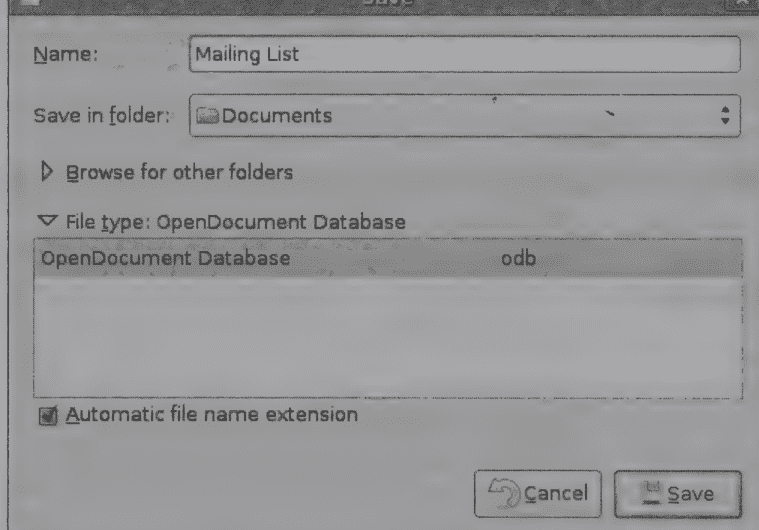 Save
Name: Mailing List
Save in folder: Documents
Browse for other folders
File type: OpenDocument Database
OpenDocument Database odb
Automatic file name extension
Cancel Save